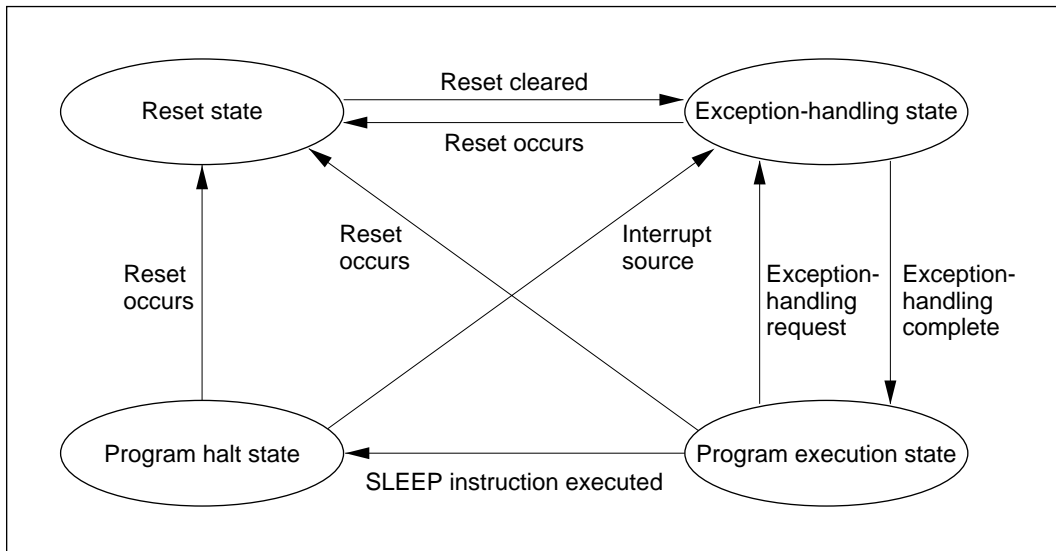 Reset cleared
Reset state
Exception-handling state
Reset occurs
Reset
occurs
Reset
occurs
Interrupt
source
Exception-
handling
request
Exception-
handling
complete
Program halt state
Program execution state
SLEEP instruction executed